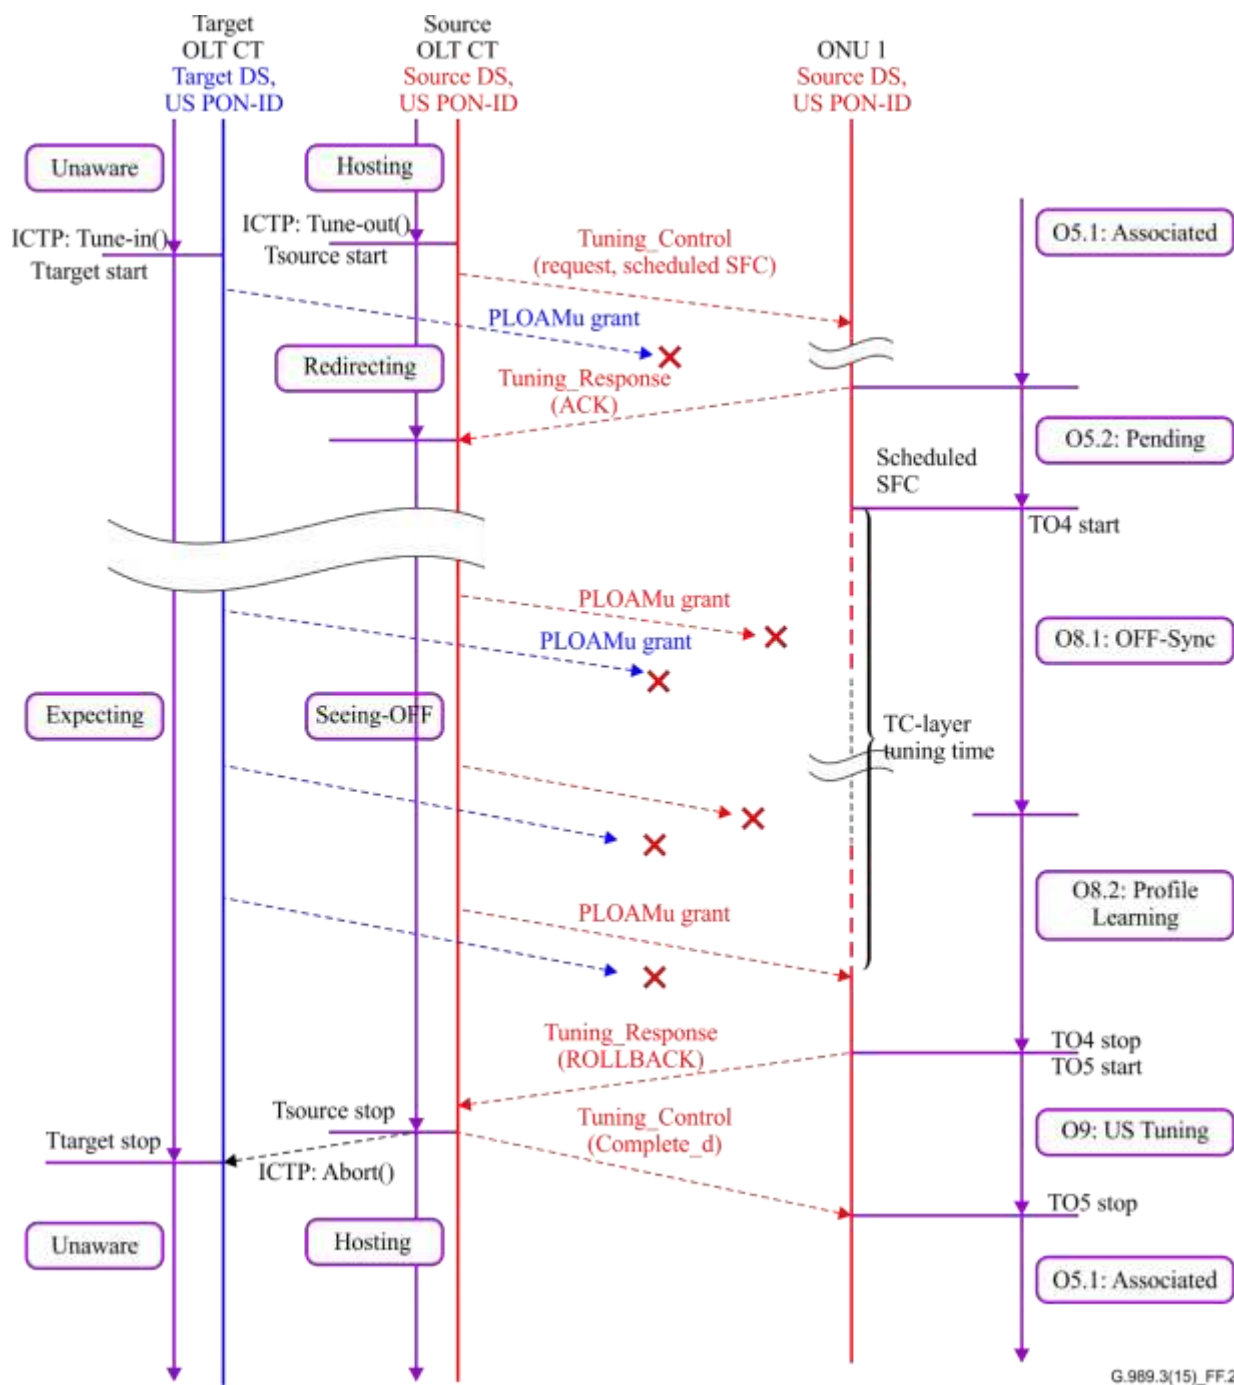 Target
OLT CT
Target DS,
US PON-ID
Source
OLT CT
Source DS,
US PON-ID
ONU 1
Source DS,
US PON-ID
Unaware
Hosting
ICTP: Tune-in()
Ttarget start
ICTP: Tune-out()
Tsource start
Tuning_Control
(request, scheduled SFC)
O5.1: Associated
PLOAMu grant
Redirecting
Tuning_Response
(ACK)
O5.2: Pending
Scheduled
SFC
TO4 start
PLOAMu grant
PLOAMu grant
O8.1: OFF-Sync
Expecting
Seeing-OFF
TC-layer
tuning time
O8.2: Profile
Learning
PLOAMu grant
Tuning_Response
(ROLLBACK)
TO4 stop
TO5 start
Tsource stop
Tuning_Control
(Complete_d)
O9: US Tuning
Ttarget stop
ICTP: Abort()
TO5 stop
Unaware
Hosting
O5.1: Associated
G.989.3(15)_FF.2